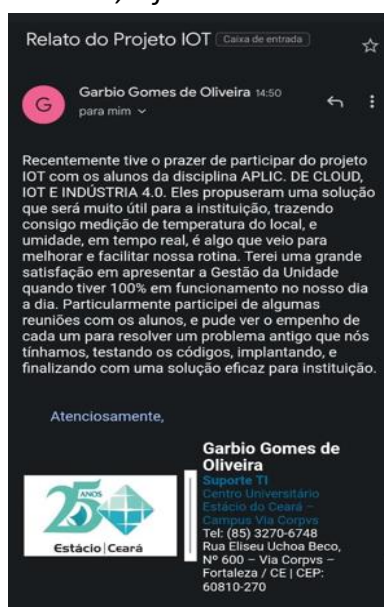 Relato do Projeto IOT Caixa de entrada
G
Garbio Gomes de Oliveira 14:50
para mim
Recentemente tive o prazer de participar do projeto
IOT com os alunos da disciplina APLIC. DE CLOUD,
IOT E INDÚSTRIA 4.0. Eles propuseram uma solução
que será muito útil para a instituição, trazendo
consigo medição de temperatura do local, e
umidade, em tempo real, é algo que veio para
melhorar e facilitar nossa rotina. Terei uma grande
satisfação em apresentar a Gestão da Unidade
quando tiver 100% em funcionamento no nosso dia
a dia. Particularmente participei de algumas
reuniões com os alunos, e pude ver o empenho de
cada um para resolver um problema antigo que nós
tínhamos, testando os códigos, implantando, e
finalizando com uma solução eficaz para instituição.
Atenciosamente,
25 ANOS
Estácio | Ceará
Garbio Gomes de
Oliveira
Suporte TI
Centro Universitário
Estácio do Ceará –
Campus Via Corpvs
Tel: (85) 3270-6748
Rua Eliseu Uchoa Beco,
Nº 600 – Via Corpvs –
Fortaleza / CE | CEP:
60810-270